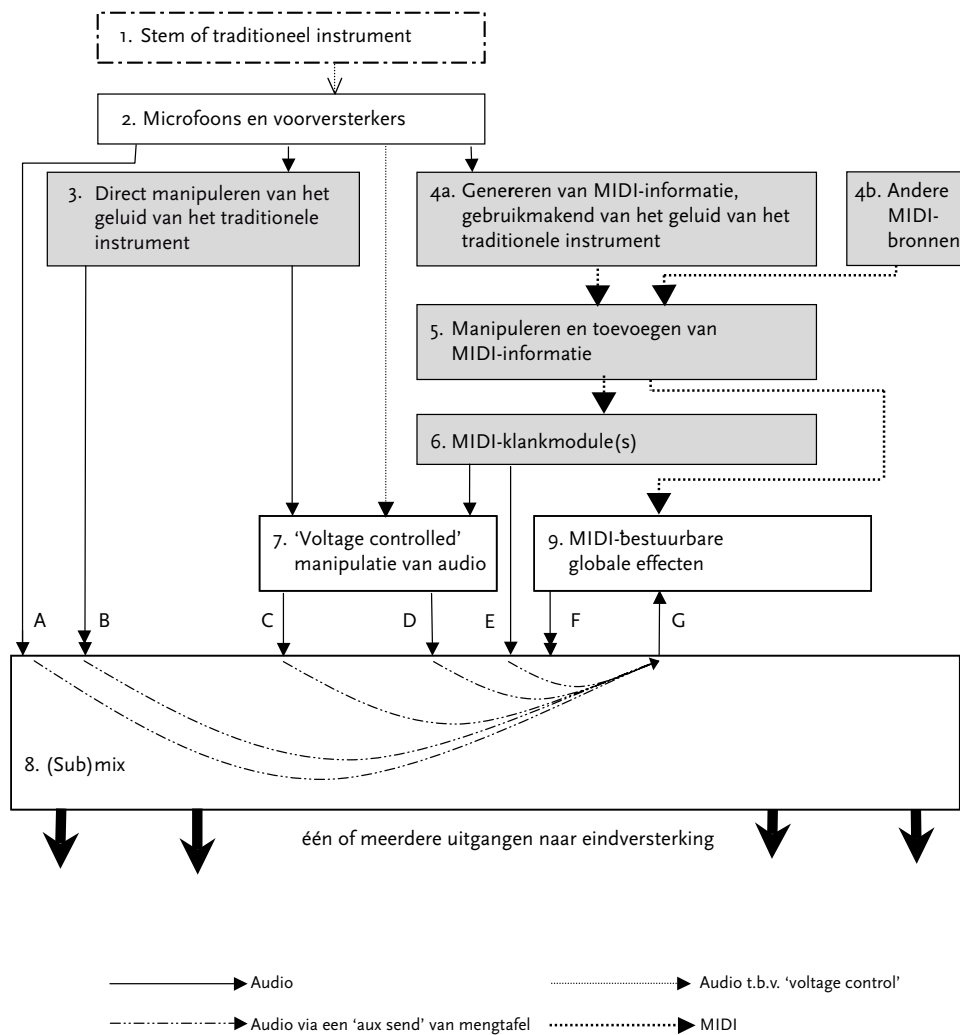 1. Stem of traditioneel instrument
2. Microfoons en voorversterkers
3. Direct manipuleren van het
geluid van het traditionele
instrument
4a. Genereren van MIDI-informatie,
gebruikmakend van het geluid van het
traditionele instrument
4b. Andere
MIDI-
bronnen
5. Manipuleren en toevoegen van
MIDI-informatie
6. MIDI-klankmodule(s)
7. ‘Voltage controlled’
manipulatie van audio
9. MIDI-bestuurbare
globale effecten
A B C D E F G
8. (Sub)mix
één of meerdere uitgangen naar eindversterking
Audio
Audio t.b.v. ‘voltage control’
Audio via een ‘aux send’ van mengtafel
MIDI